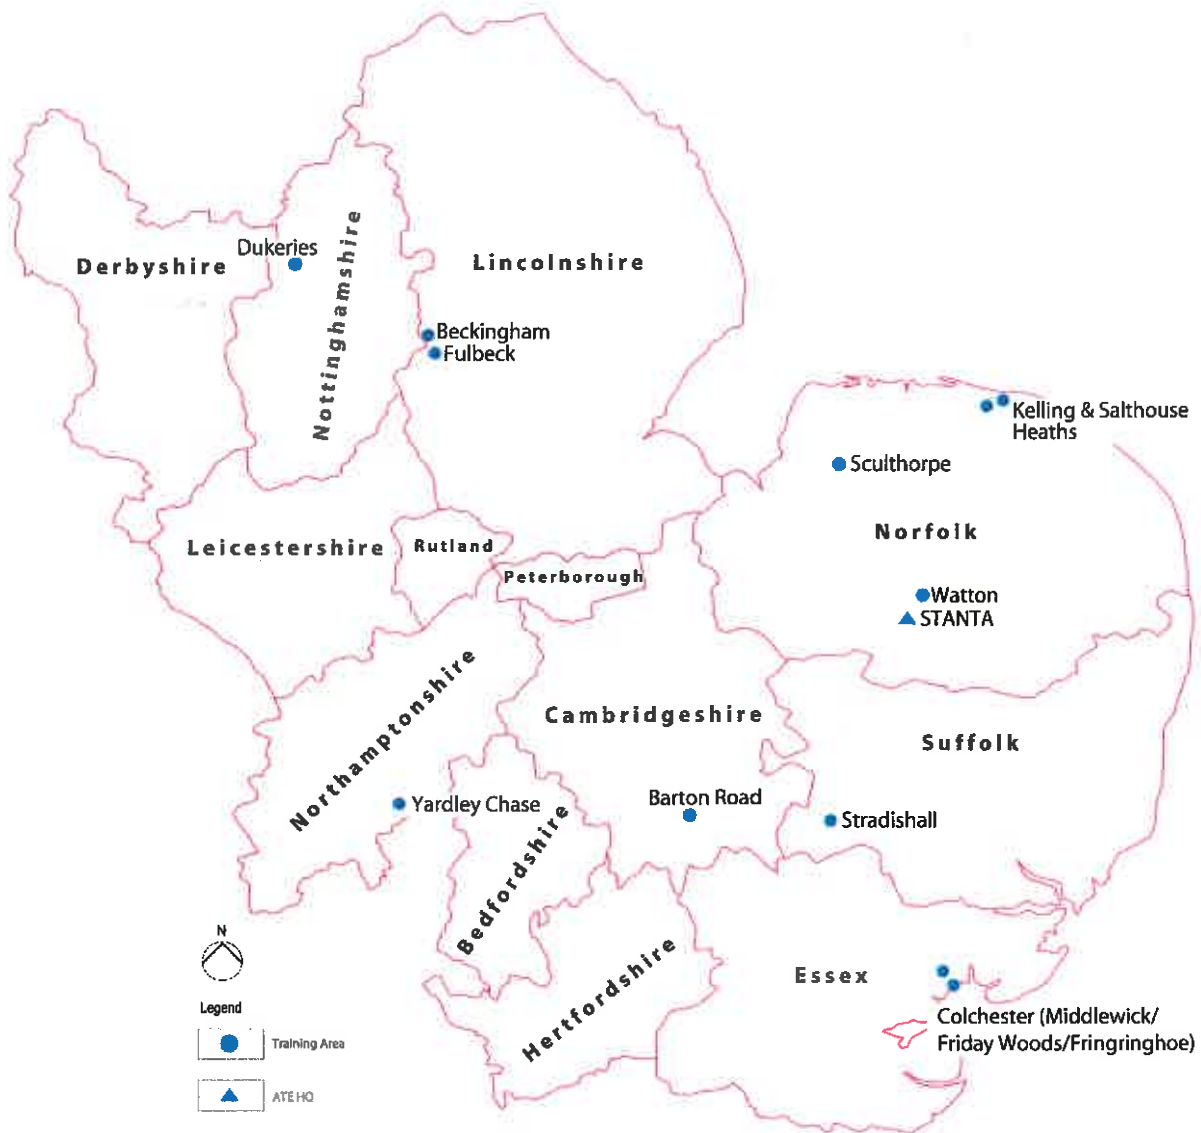 Dukeries
Derbyshire
Nottinghamshire
Lincolnshire
Beckingham
Fulbeck
Kelling & Salthouse
Heaths
Sculthorpe
Norfolk
Leicestershire
Rutland
Peterborough
Watton
STANTA
Northamptonshire
Cambridgeshire
Suffolk
Yardley Chase
Barton Road
Stradishall
Bedfordshire
N
Hertfordshire
Essex
Legend
Colchester (Middlewick/
Friday Woods/Fringringhoe)
Training Area
ATE HQ